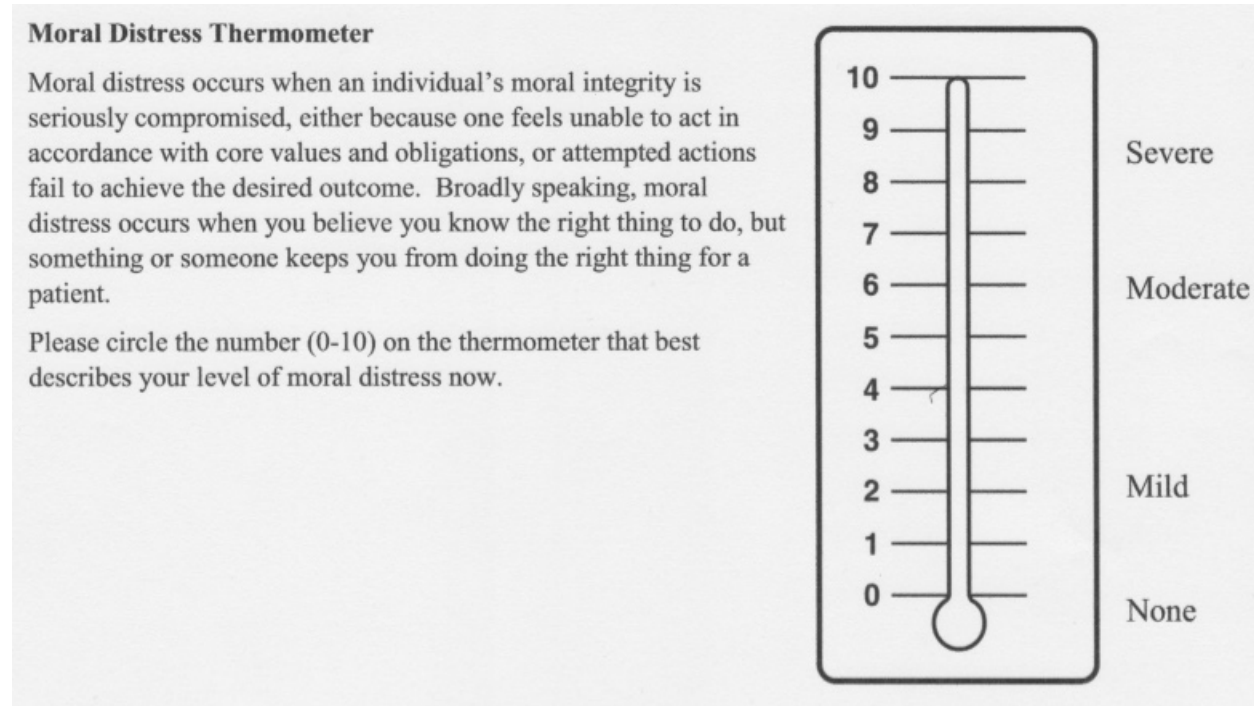 Moral Distress Thermometer
Moral distress occurs when an individual's moral integrity is
seriously compromised, either because one feels unable to act in
accordance with core values and obligations, or attempted actions
fail to achieve the desired outcome.  Broadly speaking, moral
distress occurs when you believe you know the right thing to do, but
something or someone keeps you from doing the right thing for a
patient.
Please circle the number (0-10) on the thermometer that best
describes your level of moral distress now.
10
9
Severe
8
7
6
Moderate
5
4
3
2
Mild
1
0
None